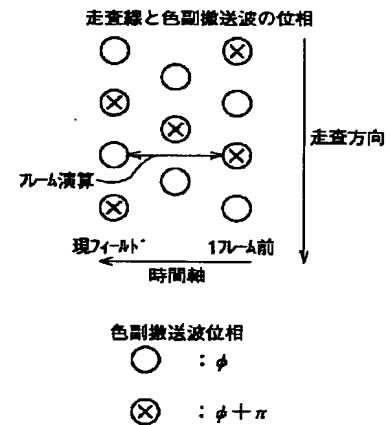 走査線と色副搬送波の位相
走査方向
フレーム演算
現フィールド
1フレーム前
時間軸
色副搬送波位相
○ : φ
⊗ : φ+π